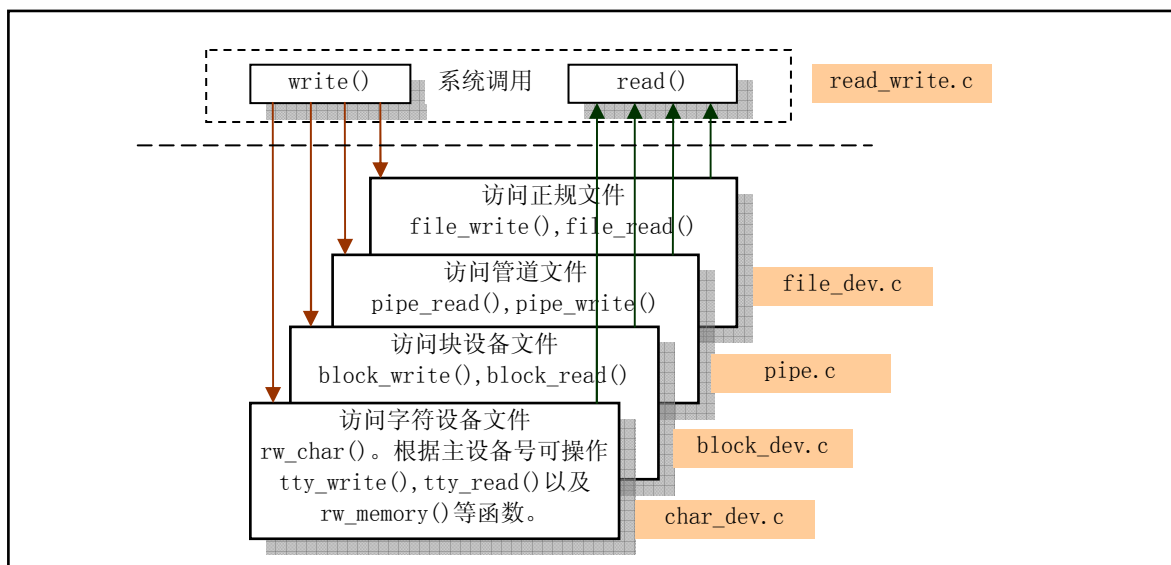 write()
系统调用
read()
read_write.c
访问正规文件
file_write(),file_read()
访问管道文件
file_dev.c
pipe_read(),pipe_write()
访问块设备文件
pipe.c
block_write(),block_read()
访问字符设备文件
rw_char()。根据主设备号可操作
block_dev.c
tty_write(),tty_read()以及
rw_memory()等函数。
char_dev.c